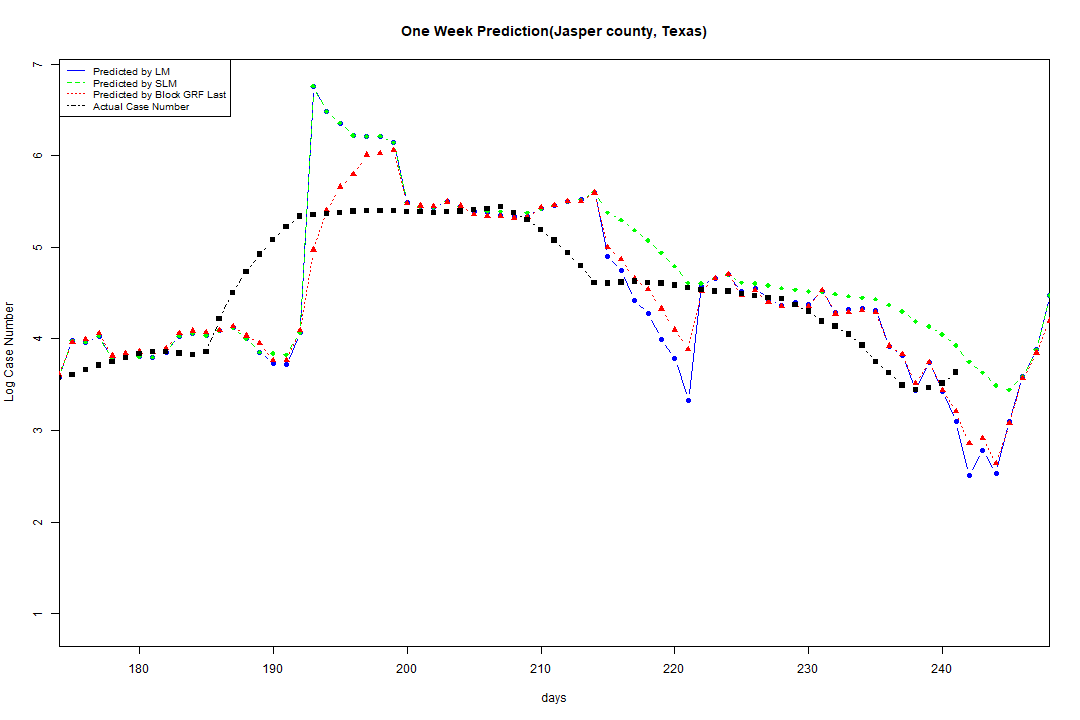 One Week Prediction(Jasper county, Texas)
Predicted by LM
Predicted by SLM
Predicted by Block GRF Last
Actual Case Number
Log Case Number
7
6
5
4
3
2
1
180 190 200 210 220 230 240
days